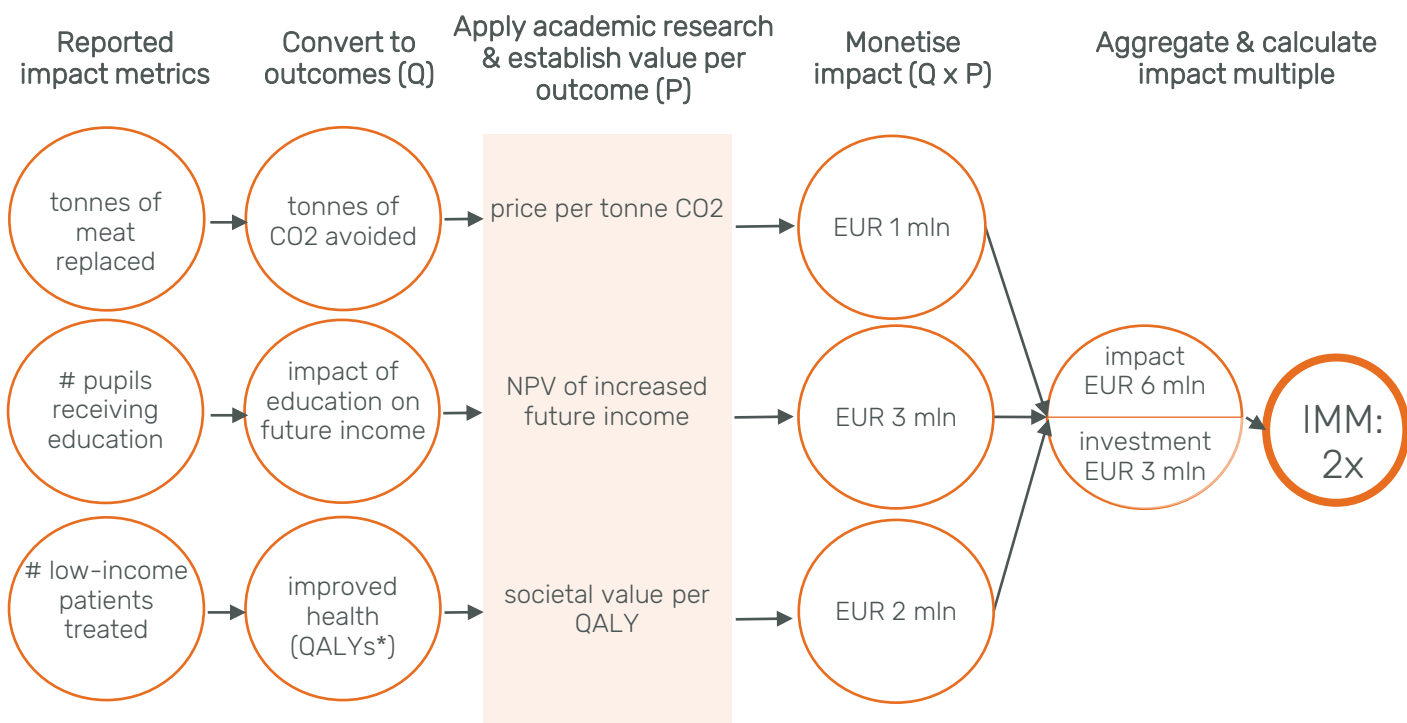 Reported
impact metrics
Convert to
outcomes (Q)
Apply academic research
& establish value per
outcome (P)
Monetise
impact (Q x P)
Aggregate & calculate
impact multiple
tonnes of
meat
replaced
tonnes of
CO2 avoided
price per tonne CO2
EUR 1 mln
# pupils
receiving
education
impact of
education on
future income
NPV of increased
future income
EUR 3 mln
impact
EUR 6 mln
investment
EUR 3 mln
IMM:
2x
# low-income
patients
treated
improved
health
(QALYs*)
societal value per
QALY
EUR 2 mln